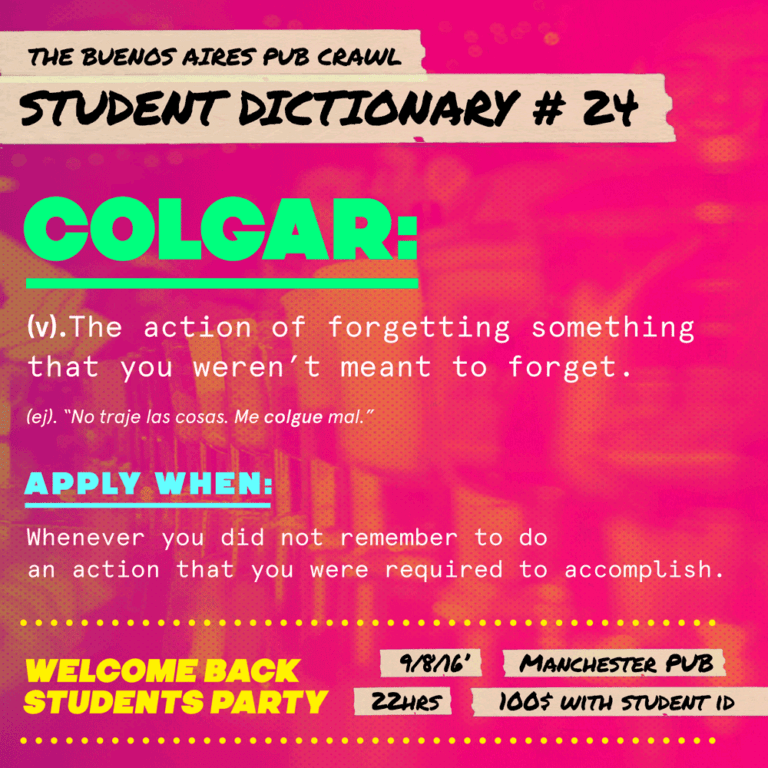 THE BUENOS AIRES PUB CRAWL
STUDENT DICTIONARY # 24
COLGAR:
(v).The action of forgetting something
that you weren't meant to forget.
(ej). "No traje las cosas. Me colgue mal."
APPLY WHEN:
Whenever you did not remember to do
an action that you were required to accomplish.
WELCOME BACK
STUDENTS PARTY
9/8/16' MANCHESTER PUB
22HRS 100$ WITH STUDENT ID